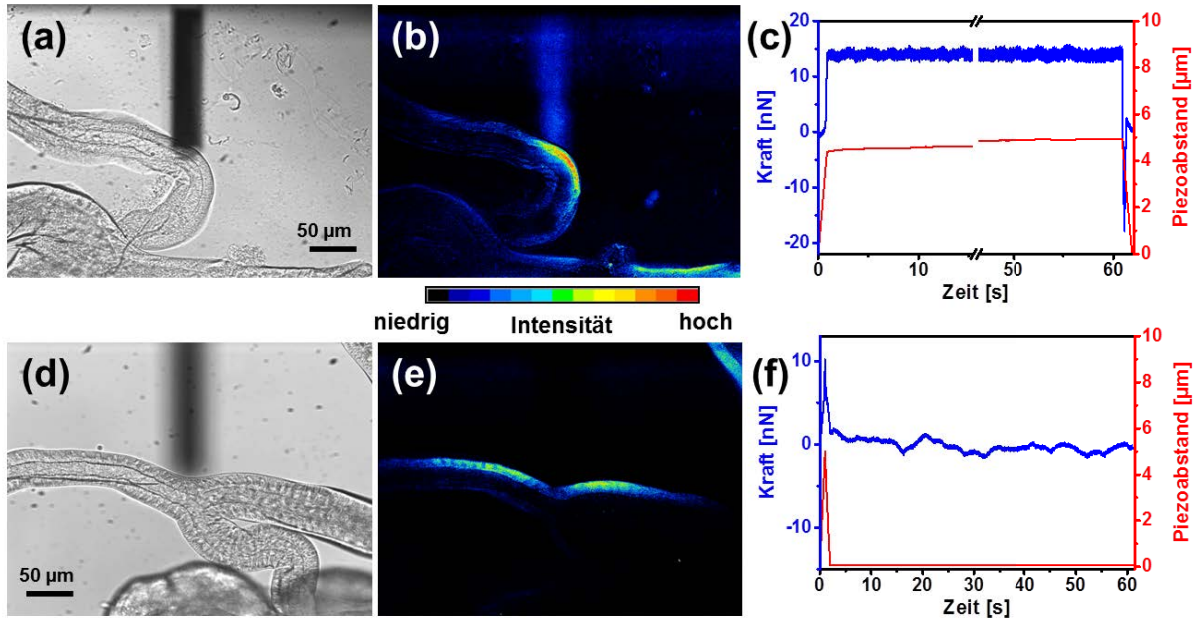 (a)
50 µm
(b)
(c)
20
10
0
-10
-20
Kraft [nN]
10
8
6
4
2
0
Piezoabstand [µm]
0
10
50
60
Zeit [s]
niedrig
Intensität
hoch
(d)
50 µm
(e)
(f)
10
0
-10
Kraft [nN]
10
8
6
4
2
0
Piezoabstand [µm]
0
10
20
30
40
50
60
Zeit [s]